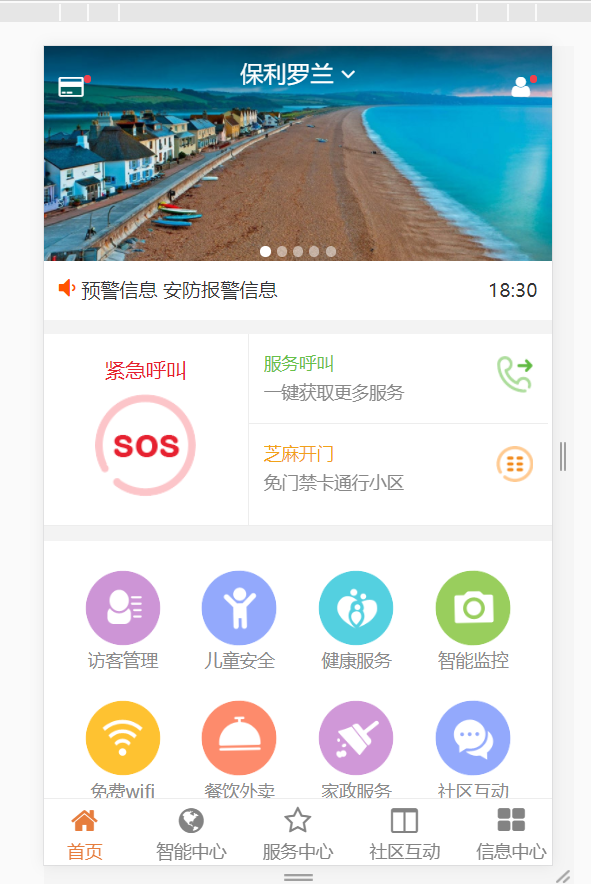 保利罗兰
预警信息 安防报警信息 18:30
紧急呼叫
SOS
服务呼叫
一键获取更多服务
芝麻开门
免门禁卡通行小区
访客管理 儿童安全 健康服务 智能监控
免费wifi 餐饮外卖 家政服务 社区互动
首页 智能中心 服务中心 社区互动 信息中心